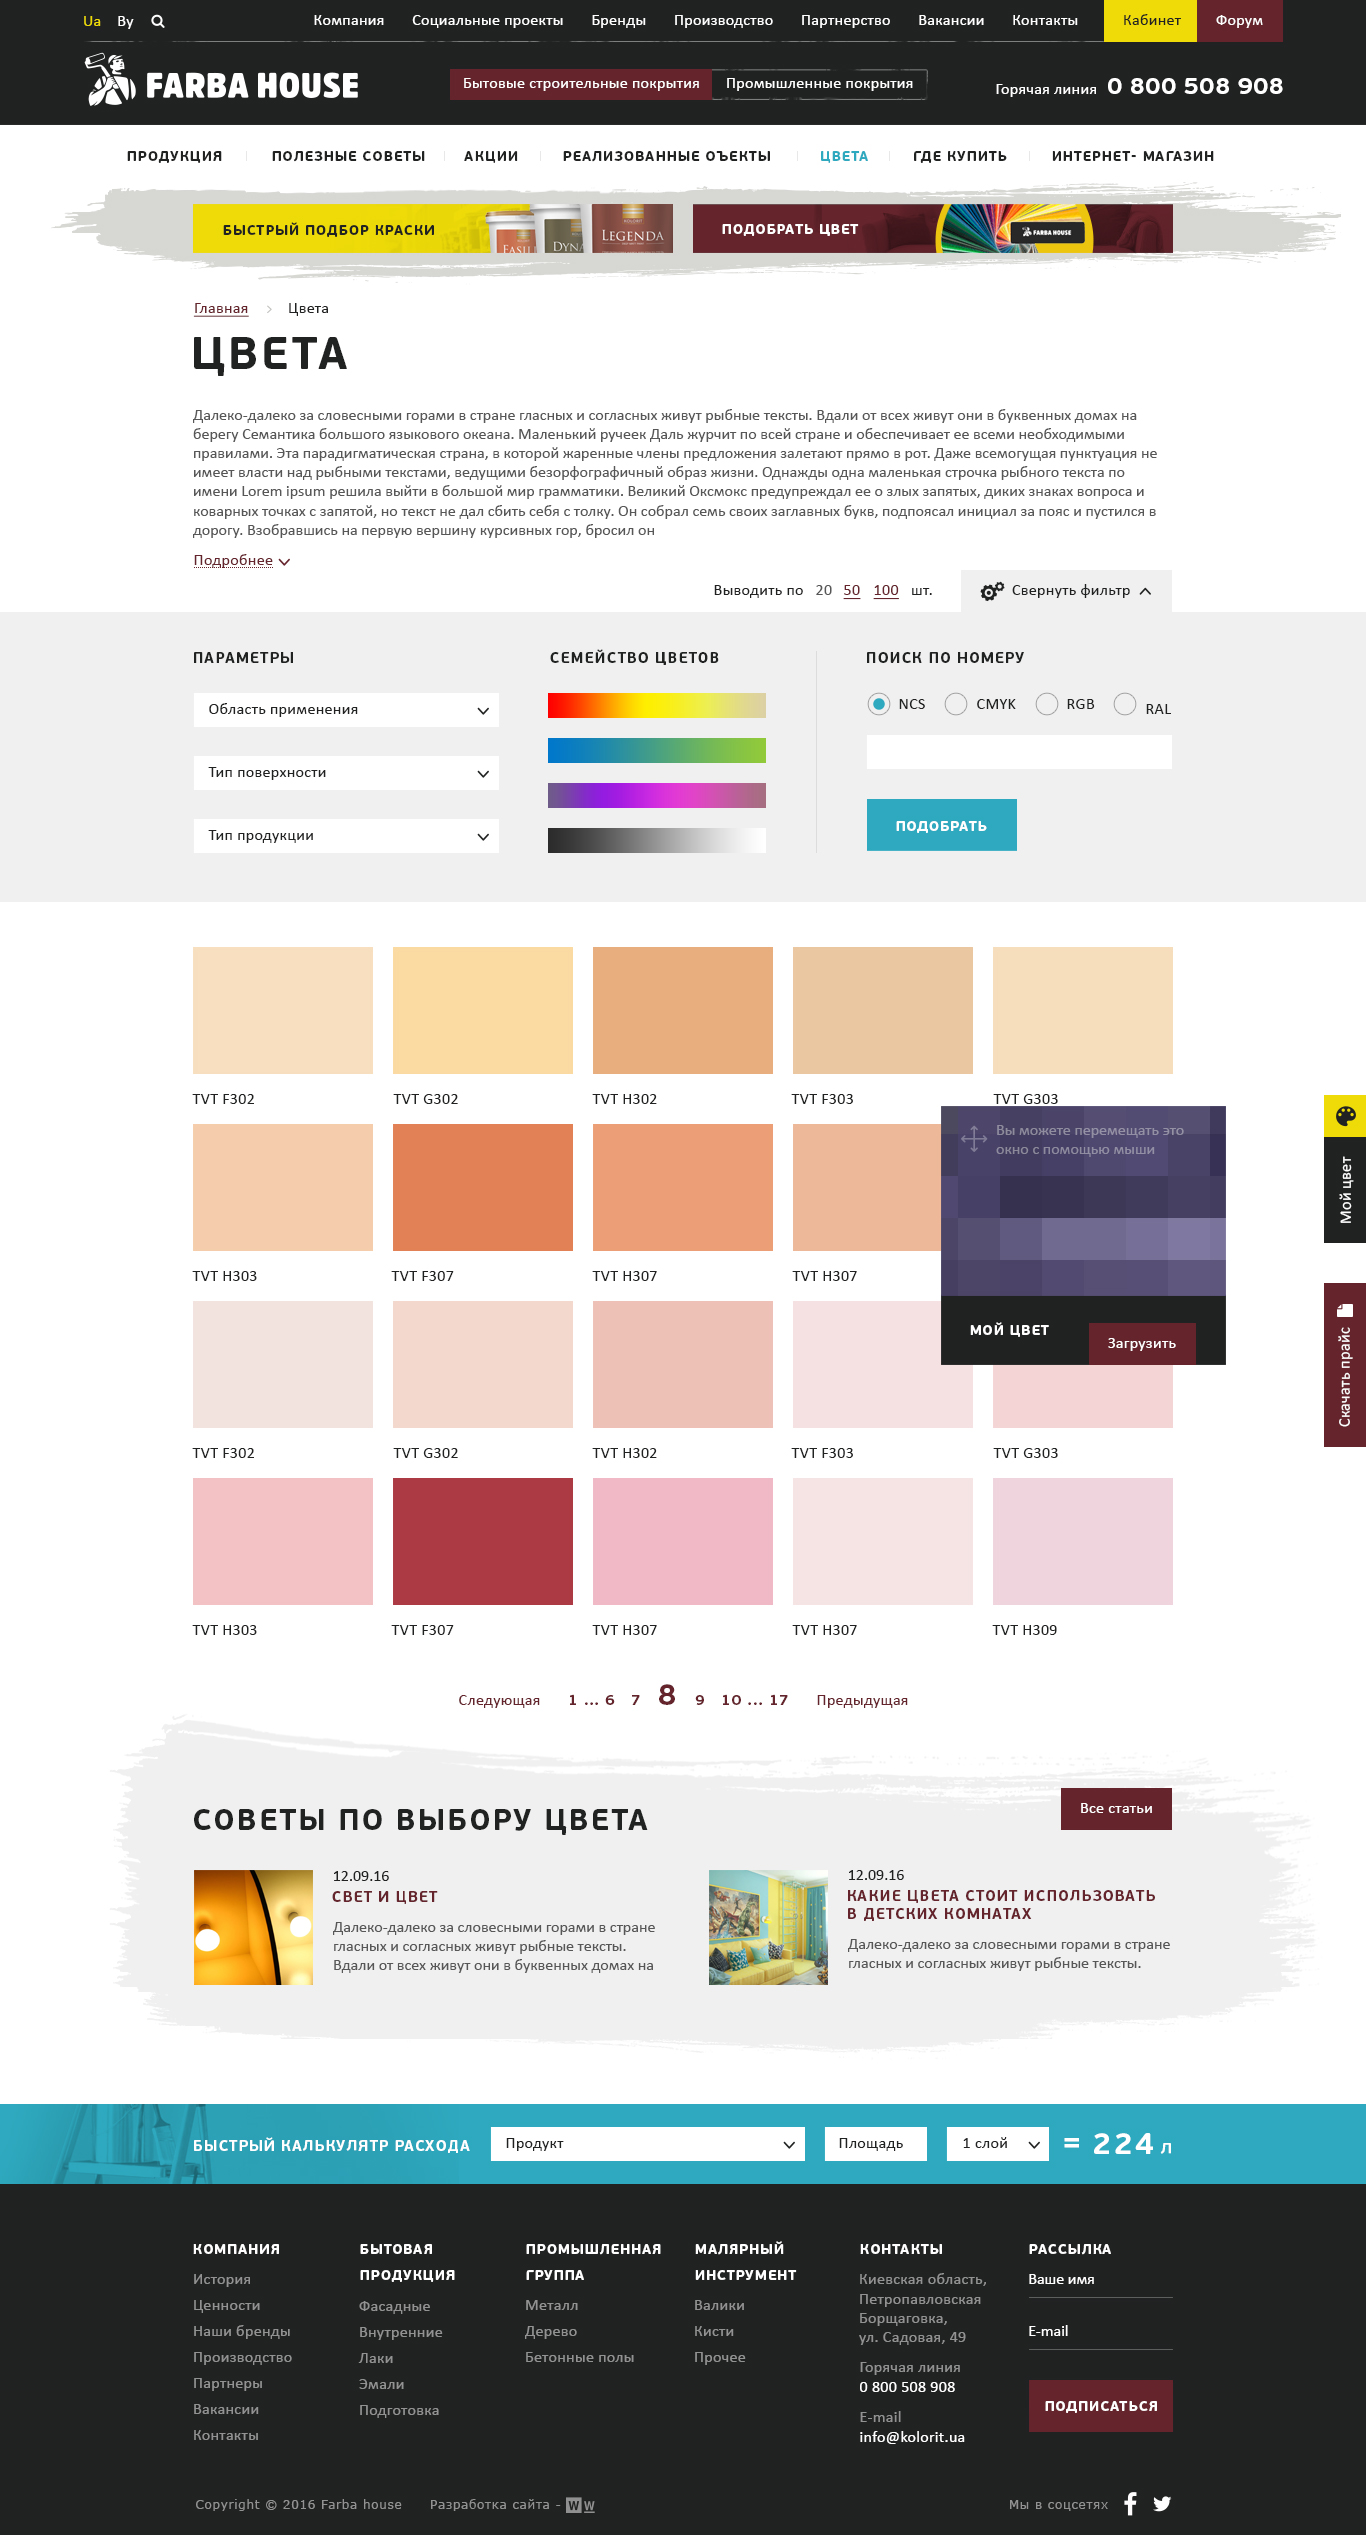 Ua Ву Компания Социальные проекты Бренды Производство Партнерство Вакансии Контакты Кабинет Форум
FARBA HOUSE
Бытовые строительные покрытия Промышленные покрытия
Горячая линия 0 800 508 908
ПРОДУКЦИЯ ПОЛЕЗНЫЕ СОВЕТЫ АКЦИИ РЕАЛИЗОВАННЫЕ ОЪЕКТЫ ЦВЕТА ГДЕ КУПИТЬ ИНТЕРНЕТ- МАГАЗИН
БЫСТРЫЙ ПОДБОР КРАСКИ
LEGENDA
ПОДОБРАТЬ ЦВЕТ
FARBA HOUSE
Главная Цвета
ЦВЕТА
Далеко-далеко за словесными горами в стране гласных и согласных живут рыбные тексты. Вдали от всех живут они в буквенных домах на
берегу Семантика большого языкового океана. Маленький ручеек Даль журчит по всей стране и обеспечивает ее всеми необходимыми
правилами. Эта парадигматическая страна, в которой жаренные члены предложения залетают прямо в рот. Даже всемогущая пунктуация не
имеет власти над рыбными текстами, ведущими безорфографичный образ жизни. Однажды одна маленькая строчка рыбного текста по
имени Lorem ipsum решила выйти в большой мир грамматики. Великий Оксмокс предупреждал ее о злых запятых, диких знаках вопроса и
коварных точках с запятой, но текст не дал сбить себя с толку. Он собрал семь своих заглавных букв, подпоясал инициал за пояс и пустился в
дорогу. Взобравшись на первую вершину курсивных гор, бросил он
Подробнее
Выводить по 20 50 100 шт. Свернуть фильтр
ПАРАМЕТРЫ
Область применения
Тип поверхности
Тип продукции
СЕМЕЙСТВО ЦВЕТОВ
ПОИСК ПО НОМЕРУ
NCS CMYK RGB RAL
ПОДОБРАТЬ
TVT F302 TVT G302 TVT H302 TVT F303 TVT G303
Вы можете перемещать это
окно с помощью мыши
TVT H303 TVT F307 TVT H307 TVT H307
МОЙ ЦВЕТ
Загрузить
TVT F302 TVT G302 TVT H302 TVT F303 TVT G303
TVT H303 TVT F307 TVT H307 TVT H307 TVT H309
Мой цвет
Скачать прайс
Следующая 1 ... 6 7 8 9 10 ... 17 Предыдущая
СОВЕТЫ ПО ВЫБОРУ ЦВЕТА
Все статьи
12.09.16
СВЕТ И ЦВЕТ
Далеко-далеко за словесными горами в стране
гласных и согласных живут рыбные тексты.
Вдали от всех живут они в буквенных домах на
12.09.16
КАКИЕ ЦВЕТА СТОИТ ИСПОЛЬЗОВАТЬ
В ДЕТСКИХ КОМНАТАХ
Далеко-далеко за словесными горами в стране
гласных и согласных живут рыбные тексты.
БЫСТРЫЙ КАЛЬКУЛЯТР РАСХОДА Продукт Площадь 1 слой = 224 л
КОМПАНИЯ
История
Ценности
Наши бренды
Производство
Партнеры
Вакансии
Контакты
БЫТОВАЯ
ПРОДУКЦИЯ
Фасадные
Внутренние
Лаки
Эмали
Подготовка
ПРОМЫШЛЕННАЯ
ГРУППА
Металл
Дерево
Бетонные полы
МАЛЯРНЫЙ
ИНСТРУМЕНТ
Валики
Кисти
Прочее
КОНТАКТЫ
Киевская область,
Петропавловская
Борщаговка,
ул. Садовая, 49
Горячая линия
0 800 508 908
E-mail
info@kolorit.ua
РАССЫЛКА
Ваше имя
E-mail
ПОДПИСАТЬСЯ
Copyright © 2016 Farba house Разработка сайта - WW
Мы в соцсетях